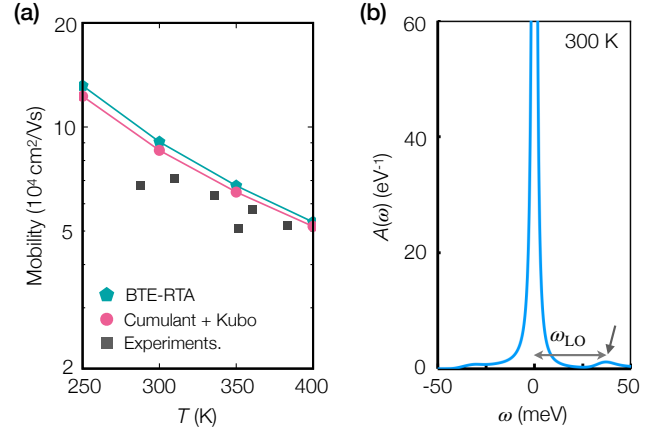 (a)
20
10
5
2
Mobility (10⁴ cm²/Vs)
BTE-RTA
Cumulant + Kubo
Experiments.
250
300
350
400
T (K)
(b)
60
40
20
0
A(ω) (eV⁻¹)
300 K
ω_LO
-50
0
50
ω (meV)